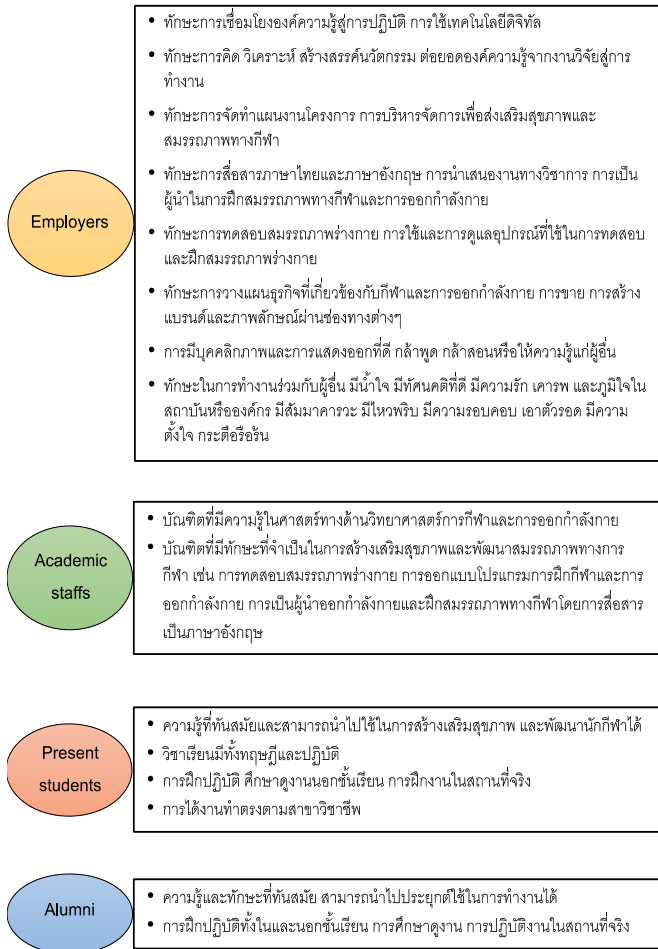 • ทักษะการเชื่อมโยงองค์ความรู้สู่การปฏิบัติ การใช้เทคโนโลยีดิจิทัล
• ทักษะการคิด วิเคราะห์ สร้างสรรค์นวัตกรรม ต่อยอดองค์ความรู้จากงานวิจัยสู่การ
ทำงาน
• ทักษะการจัดทำแผนงานโครงการ การบริหารจัดการเพื่อส่งเสริมสุขภาพและ
สมรรถภาพทางกีฬา
• ทักษะการสื่อสารภาษาไทยและภาษาอังกฤษ การนำเสนองานทางวิชาการ การเป็น
ผู้นำในการฝึกสมรรถภาพทางกีฬาและการออกกำลังกาย
Employers
• ทักษะการทดสอบสมรรถภาพร่างกาย การใช้และการดูแลอุปกรณ์ที่ใช้ในการทดสอบ
และฝึกสมรรถภาพร่างกาย
• ทักษะการวางแผนธุรกิจที่เกี่ยวข้องกับกีฬาและการออกกำลังกาย การขาย การสร้าง
แบรนด์และภาพลักษณ์ผ่านช่องทางต่างๆ
• การมีบุคคลิกภาพและการแสดงออกที่ดี กล้าพูด กล้าสอนหรือให้ความรู้แก่ผู้อื่น
• ทักษะในการทำงานร่วมกับผู้อื่น มีน้ำใจ มีทัศนคติที่ดี มีความรัก เคารพ และภูมิใจใน
สถาบันหรือองค์กร มีสัมมาคารวะ มีไหวพริบ มีความรอบคอบ เอาตัวรอด มีความ
ตั้งใจ กระตือรือร้น
Academic
staffs
• บัณฑิตที่มีความรู้ในศาสตร์ทางด้านวิทยาศาสตร์การกีฬาและการออกกำลังกาย
• บัณฑิตที่มีทักษะที่จำเป็นในการสร้างเสริมสุขภาพและพัฒนาสมรรถภาพทางการ
กีฬา เช่น การทดสอบสมรรถภาพร่างกาย การออกแบบโปรแกรมการฝึกกีฬาและการ
ออกกำลังกาย การเป็นผู้นำออกกำลังกายและฝึกสมรรถภาพทางกีฬาโดยการสื่อสาร
เป็นภาษาอังกฤษ
Present
students
• ความรู้ที่ทันสมัยและสามารถนำไปใช้ในการสร้างเสริมสุขภาพ และพัฒนานักกีฬาได้
• วิชาเรียนมีทั้งทฤษฎีและปฏิบัติ
• การฝึกปฏิบัติ ศึกษาดูงานนอกชั้นเรียน การฝึกงานในสถานที่จริง
• การได้งานทำตรงตามสาขาวิชาชีพ
Alumni
• ความรู้และทักษะที่ทันสมัย สามารถนำไปประยุกต์ใช้ในการทำงานได้
• การฝึกปฏิบัติทั้งในและนอกชั้นเรียน การศึกษาดูงาน การปฏิบัติงานในสถานที่จริง